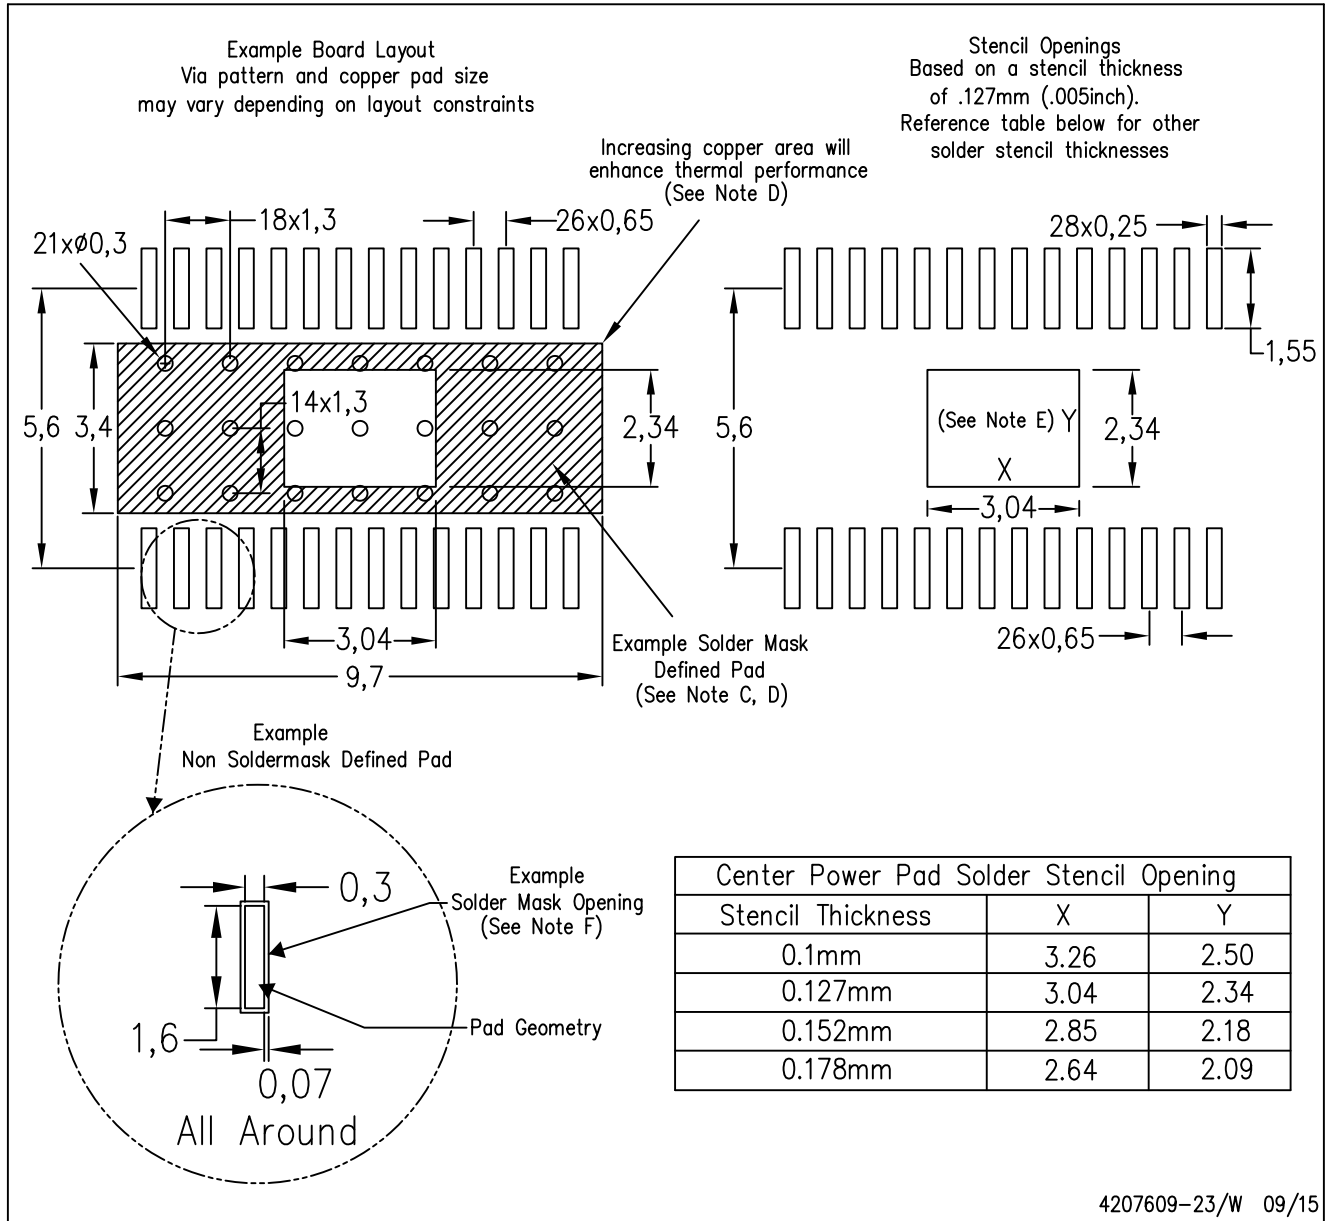 Example Board Layout
Via pattern and copper pad size
may vary depending on layout constraints
Stencil Openings
Based on a stencil thickness
of .127mm (.005inch).
Reference table below for other
solder stencil thicknesses
Increasing copper area will
enhance thermal performance
(See Note D)
18x1,3
26x0,65
21xø0,3
14x1,3
5,6
3,4
2,34
3,04
9,7
Example Solder Mask
Defined Pad
(See Note C, D)
28x0,25
1,55
5,6
(See Note E) Y
X
2,34
3,04
26x0,65
Example
Non Soldermask Defined Pad
0,3
Example
Solder Mask Opening
(See Note F)
1,6
Pad Geometry
0,07
All Around
Center Power Pad Solder Stencil Opening
Stencil Thickness X Y
0.1mm 3.26 2.50
0.127mm 3.04 2.34
0.152mm 2.85 2.18
0.178mm 2.64 2.09
4207609-23/W 09/15